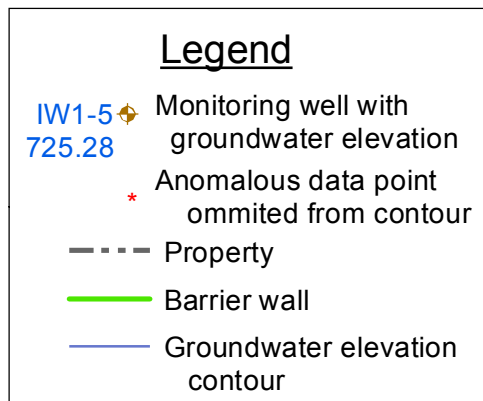 Legend
IW1-5
725.28
Monitoring well with
groundwater elevation
*
Anomalous data point
ommited from contour
Property
Barrier wall
Groundwater elevation
contour